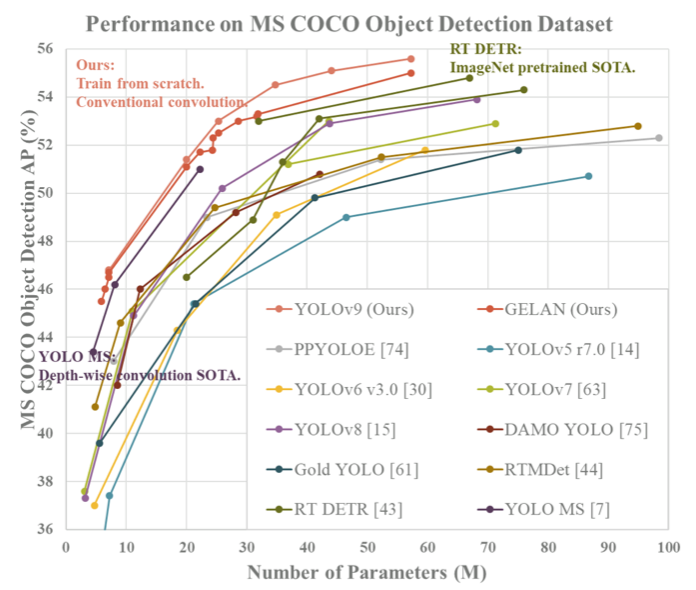 Performance on MS COCO Object Detection Dataset
MS COCO Object Detection AP (%)
56
54
52
50
48
46
44
42
40
38
36
Ours:
Train from scratch.
Conventional convolution.
RT DETR:
ImageNet pretrained SOTA.
YOLO MS:
Depth-wise convolution SOTA.
YOLOv9 (Ours)
GELAN (Ours)
PPYOLOE [74]
YOLOv5 r7.0 [14]
YOLOv6 v3.0 [30]
YOLOv7 [63]
YOLOv8 [15]
DAMO YOLO [75]
Gold YOLO [61]
RTMDet [44]
RT DETR [43]
YOLO MS [7]
0 10 20 30 40 50 60 70 80 90 100
Number of Parameters (M)